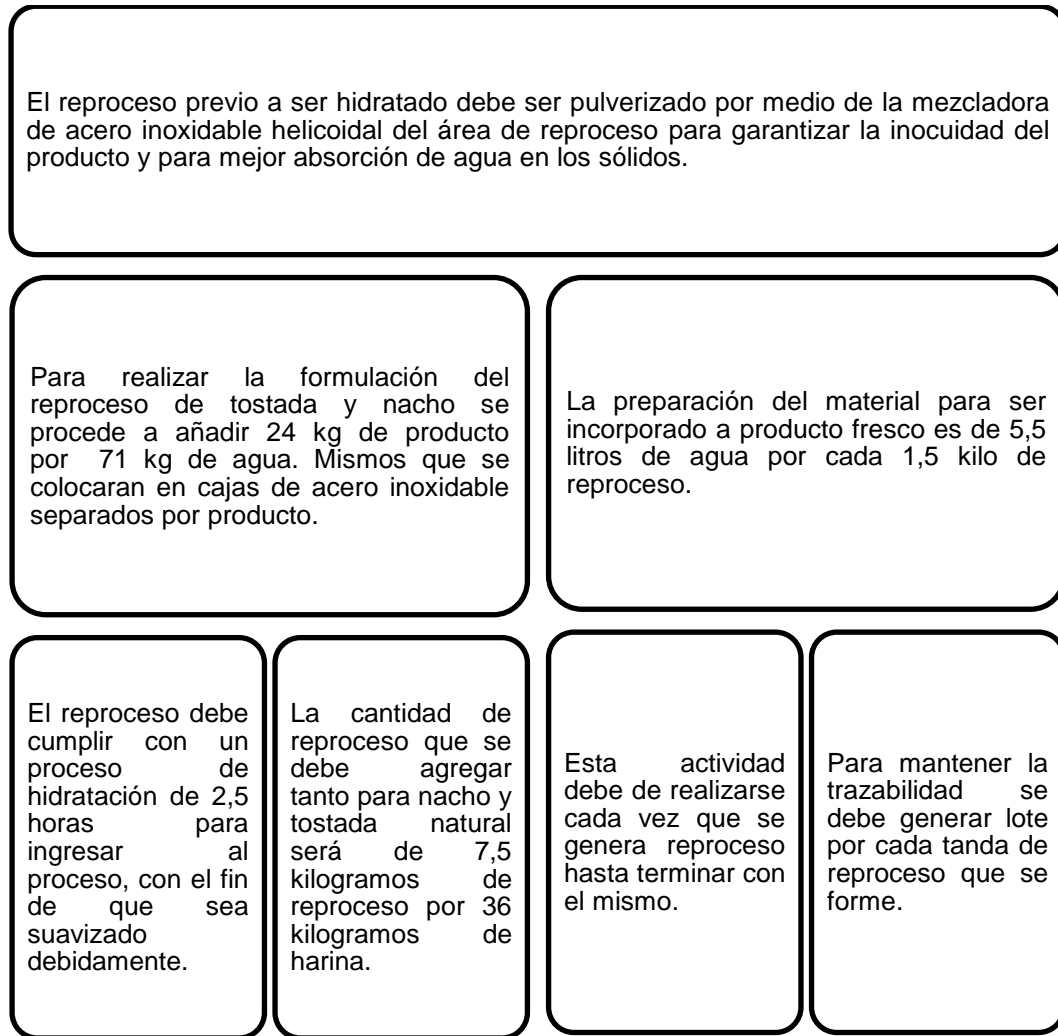 El reproceso previo a ser hidratado debe ser pulverizado por medio de la mezcladora
de acero inoxidable helicoidal del área de reproceso para garantizar la inocuidad del
producto y para mejor absorción de agua en los sólidos.
Para realizar la formulación del
reproceso de tostada y nacho se
procede a añadir 24 kg de producto
por 71 kg de agua. Mismos que se
colocaran en cajas de acero inoxidable
separados por producto.
La preparación del material para ser
incorporado a producto fresco es de 5,5
litros de agua por cada 1,5 kilo de
reproceso.
El reproceso debe
cumplir con un
proceso de
hidratación de 2,5
horas para
ingresar al
proceso, con el fin
de que sea
suavizado
debidamente.
La cantidad de
reproceso que se
debe agregar
tanto para nacho y
tostada natural
será de 7,5
kilogramos de
reproceso por 36
kilogramos de
harina.
Esta actividad
debe de realizarse
cada vez que se
genera reproceso
hasta terminar con
el mismo.
Para mantener la
trazabilidad se
debe generar lote
por cada tanda de
reproceso que se
forme.